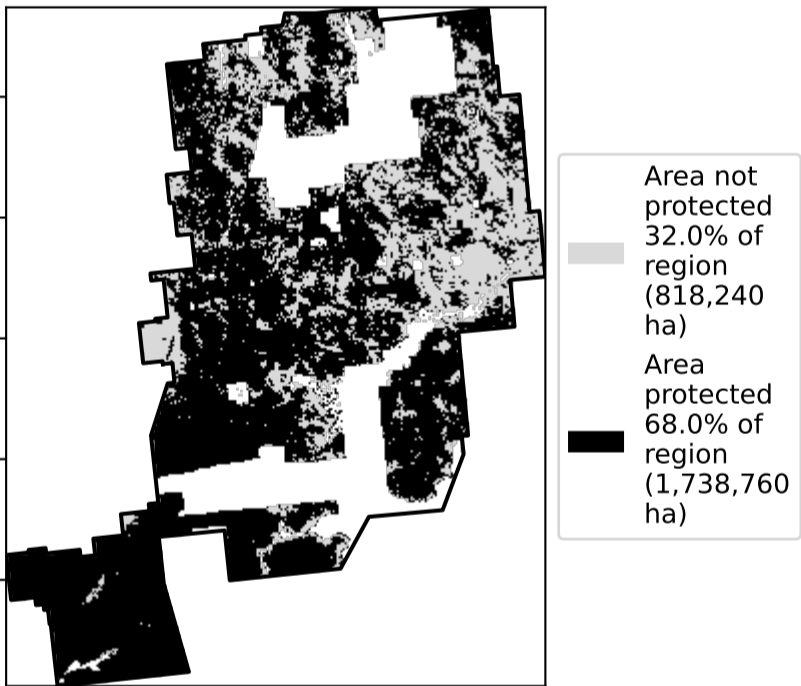 Area not
protected
32.0% of
region
(818,240
ha)
Area
protected
68.0% of
region
(1,738,760
ha)